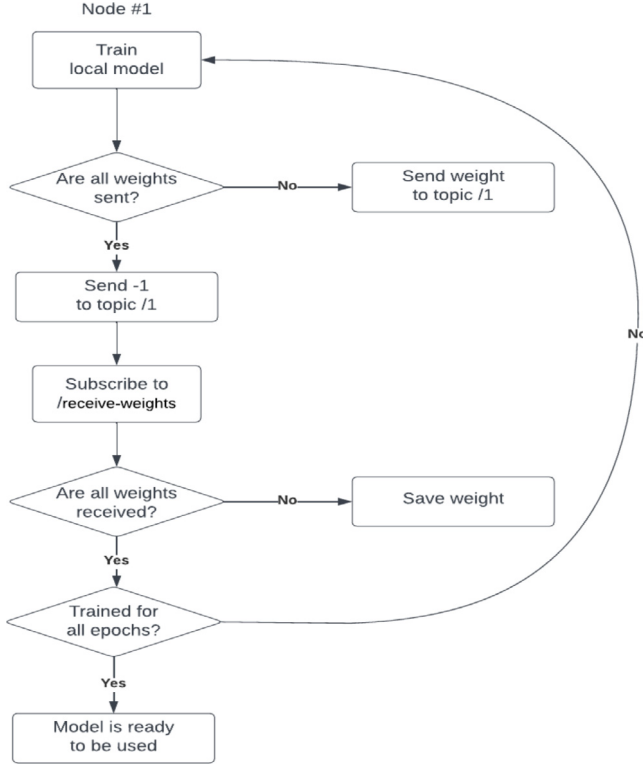 Node #1
Train
local model
Are all weights
sent?
No
Send weight
to topic /1
Yes
Send -1
to topic /1
No
Subscribe to
/receive-weights
Are all weights
received?
No
Save weight
Yes
Trained for
all epochs?
Yes
Model is ready
to be used